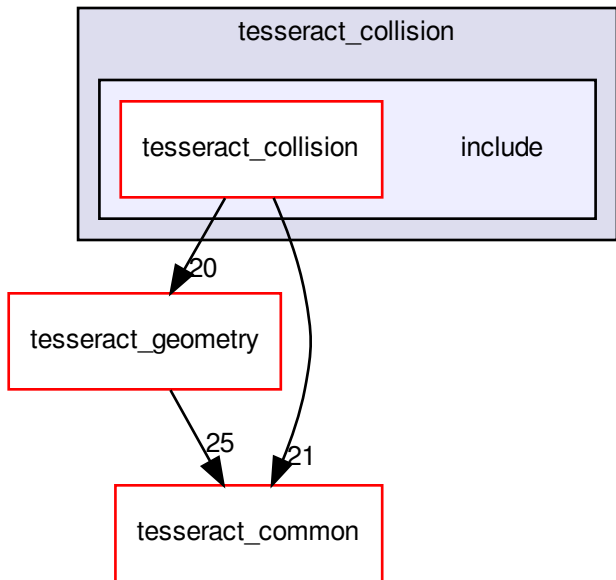 tesseract_collision
tesseract_collision
include
20
tesseract_geometry
25
21
tesseract_common